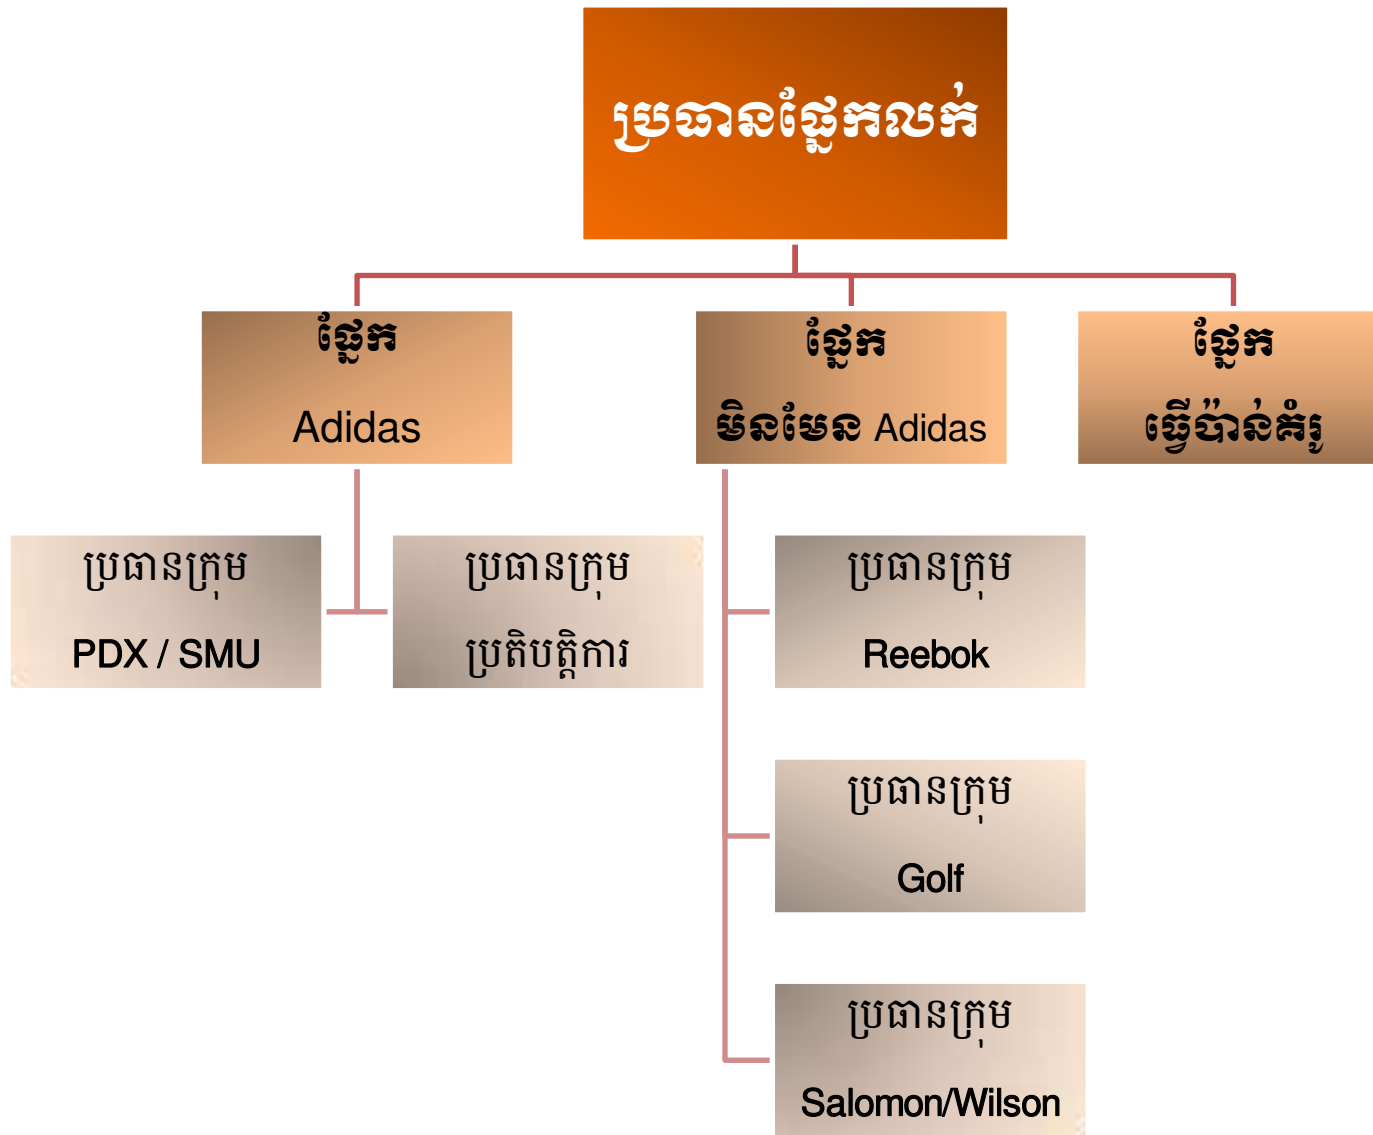 ប្រធានផ្នែកលក់
ផ្នែក
Adidas
ផ្នែក
មិនមែន Adidas
ផ្នែក
ធ្វើប៉ាន់គំរូ
ប្រធានក្រុម
PDX / SMU
ប្រធានក្រុម
ប្រតិបត្តិការ
ប្រធានក្រុម
Reebok
ប្រធានក្រុម
Golf
ប្រធានក្រុម
Salomon/Wilson